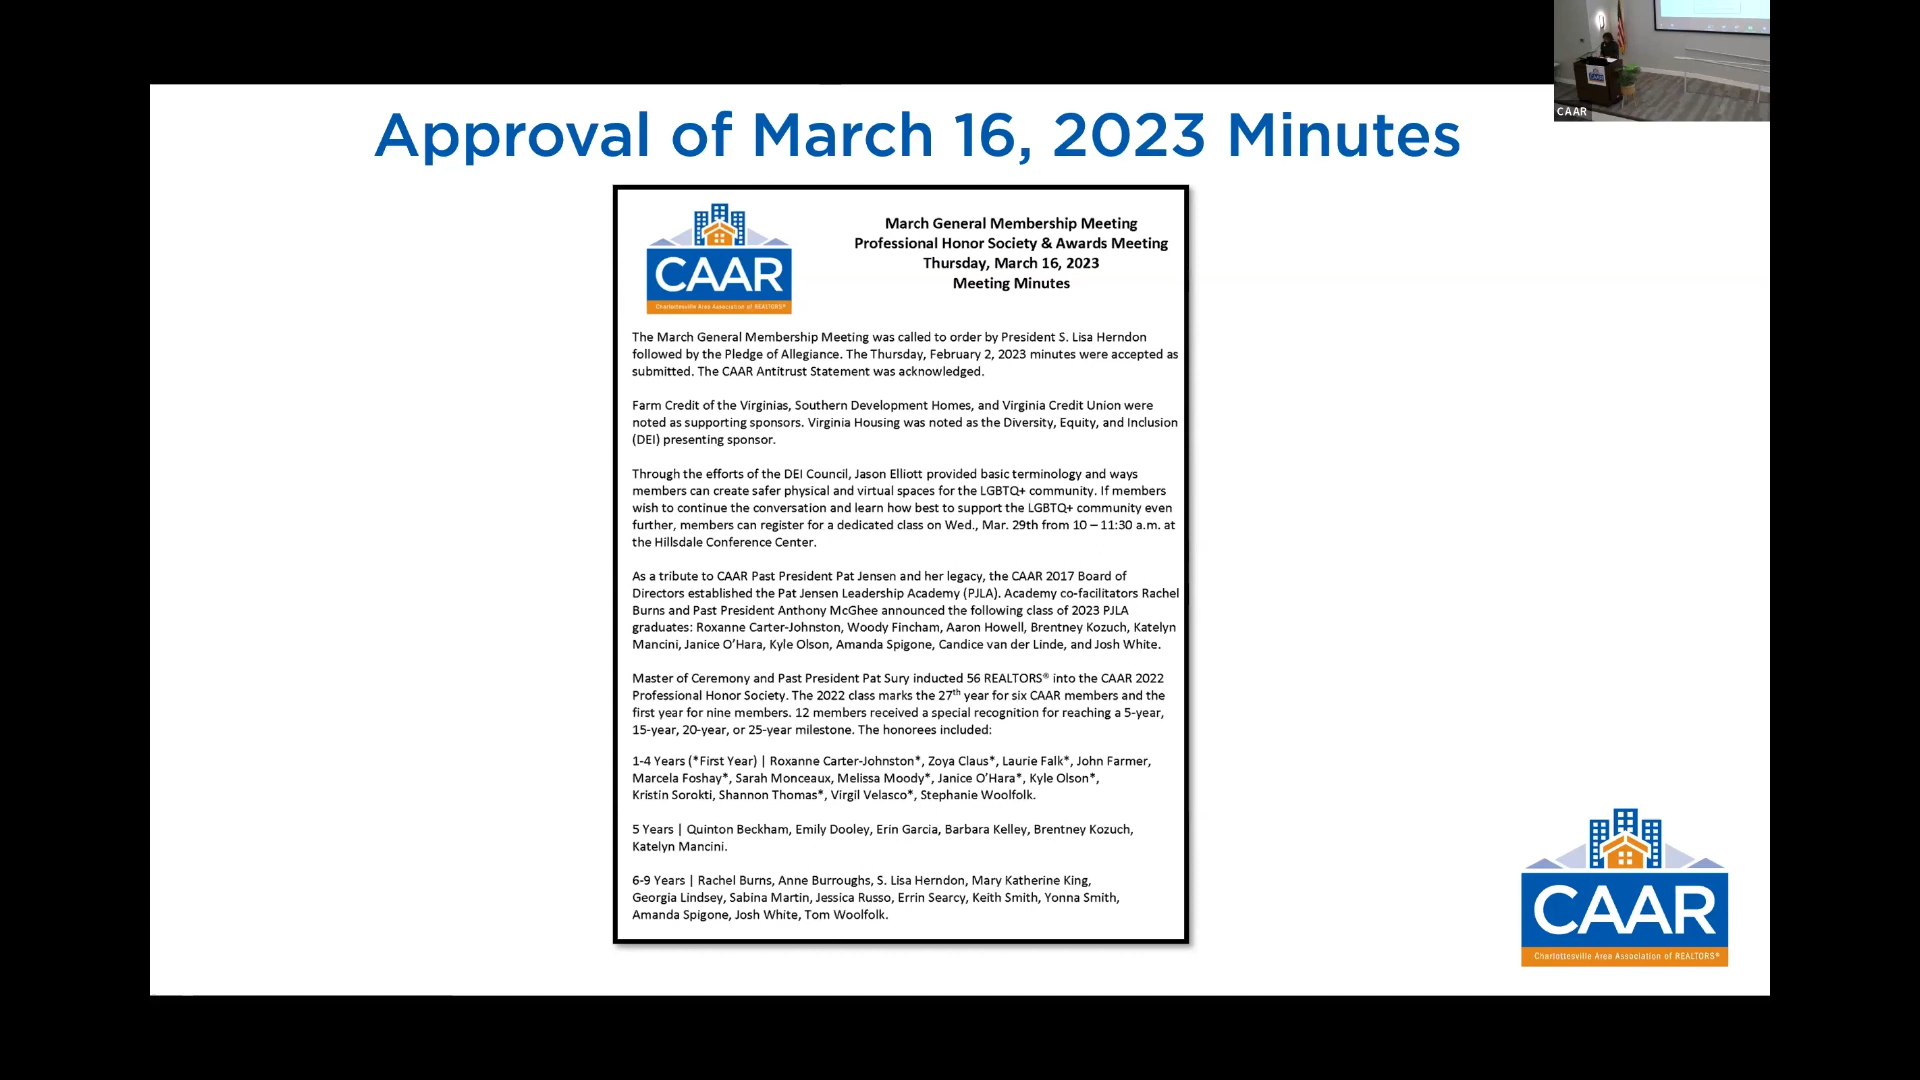 Approval of March 16, 2023 Minutes
CAAR
CAAR
Charlottesville Area Association of REALTORS®
March General Membership Meeting
Professional Honor Society & Awards Meeting
Thursday, March 16, 2023
Meeting Minutes
The March General Membership Meeting was called to order by President S. Lisa Herndon
followed by the Pledge of Allegiance. The Thursday, February 2, 2023 minutes were accepted as
submitted. The CAAR Antitrust Statement was acknowledged.
Farm Credit of the Virginias, Southern Development Homes, and Virginia Credit Union were
noted as supporting sponsors. Virginia Housing was noted as the Diversity, Equity, and Inclusion
(DEI) presenting sponsor.
Through the efforts of the DEI Council, Jason Elliott provided basic terminology and ways
members can create safer physical and virtual spaces for the LGBTQ+ community. If members
wish to continue the conversation and learn how best to support the LGBTQ+ community even
further, members can register for a dedicated class on Wed., Mar. 29th from 10 – 11:30 a.m. at
the Hillsdale Conference Center.
As a tribute to CAAR Past President Pat Jensen and her legacy, the CAAR 2017 Board of
Directors established the Pat Jensen Leadership Academy (PJLA). Academy co-facilitators Rachel
Burns and Past President Anthony McGhee announced the following class of 2023 PJLA
graduates: Roxanne Carter-Johnston, Woody Fincham, Aaron Howell, Brentney Kozuch, Katelyn
Mancini, Janice O’Hara, Kyle Olson, Amanda Spigone, Candice van der Linde, and Josh White.
Master of Ceremony and Past President Pat Sury inducted 56 REALTORS® into the CAAR 2022
Professional Honor Society. The 2022 class marks the 27th year for six CAAR members and the
first year for nine members. 12 members received a special recognition for reaching a 5-year,
15-year, 20-year, or 25-year milestone. The honorees included:
1-4 Years (*First Year) | Roxanne Carter-Johnston*, Zoya Claus*, Laurie Falk*, John Farmer,
Marcela Foshay*, Sarah Monceaux, Melissa Moody*, Janice O’Hara*, Kyle Olson*,
Kristin Sorokti, Shannon Thomas*, Virgil Velasco*, Stephanie Woolfolk.
5 Years | Quinton Beckham, Emily Dooley, Erin Garcia, Barbara Kelley, Brentney Kozuch,
Katelyn Mancini.
6-9 Years | Rachel Burns, Anne Burroughs, S. Lisa Herndon, Mary Katherine King,
Georgia Lindsey, Sabina Martin, Jessica Russo, Errin Searcy, Keith Smith, Yonna Smith,
Amanda Spigone, Josh White, Tom Woolfolk.
CAAR
Charlottesville Area Association of REALTORS®
CAAR